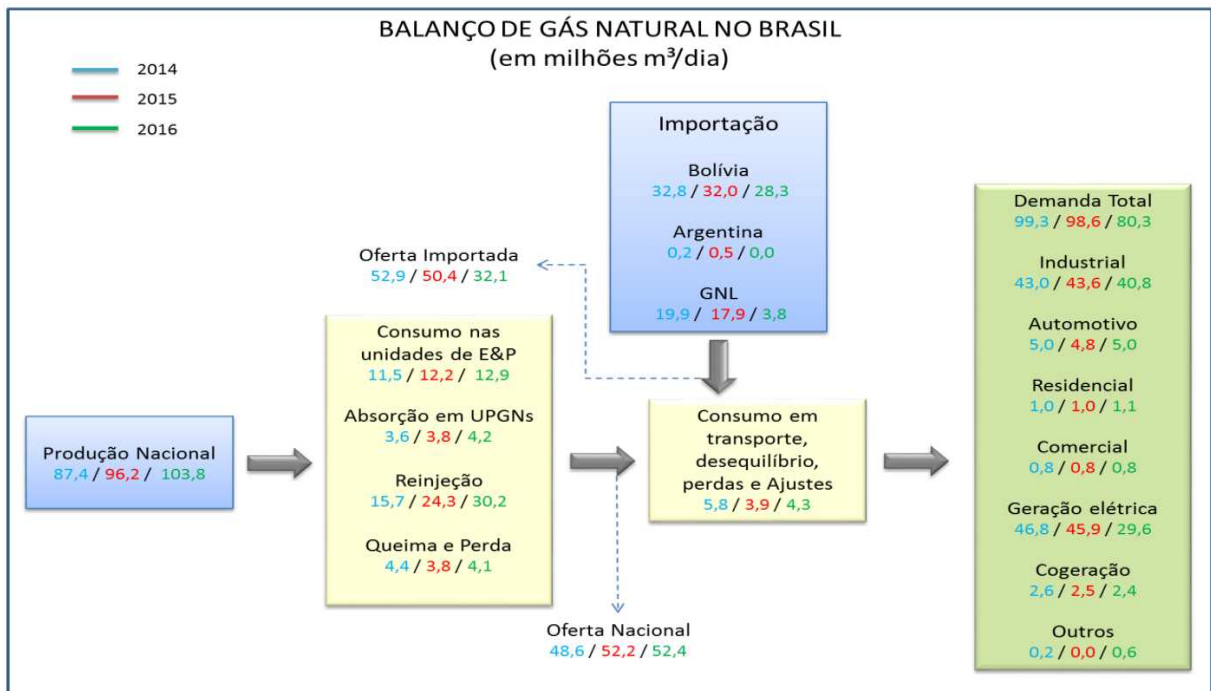 BALANÇO DE GÁS NATURAL NO BRASIL
(em milhões m³/dia)
2014
2015
2016
Importação
Bolívia
32,8 / 32,0 / 28,3
Argentina
0,2 / 0,5 / 0,0
GNL
19,9 / 17,9 / 3,8
Oferta Importada
52,9 / 50,4 / 32,1
Produção Nacional
87,4 / 96,2 / 103,8
Consumo nas
unidades de E&P
11,5 / 12,2 / 12,9
Absorção em UPGNs
3,6 / 3,8 / 4,2
Reinjeção
15,7 / 24,3 / 30,2
Queima e Perda
4,4 / 3,8 / 4,1
Oferta Nacional
48,6 / 52,2 / 52,4
Consumo em
transporte,
desequilíbrio,
perdas e Ajustes
5,8 / 3,9 / 4,3
Demanda Total
99,3 / 98,6 / 80,3
Industrial
43,0 / 43,6 / 40,8
Automotivo
5,0 / 4,8 / 5,0
Residencial
1,0 / 1,0 / 1,1
Comercial
0,8 / 0,8 / 0,8
Geração elétrica
46,8 / 45,9 / 29,6
Cogeração
2,6 / 2,5 / 2,4
Outros
0,2 / 0,0 / 0,6